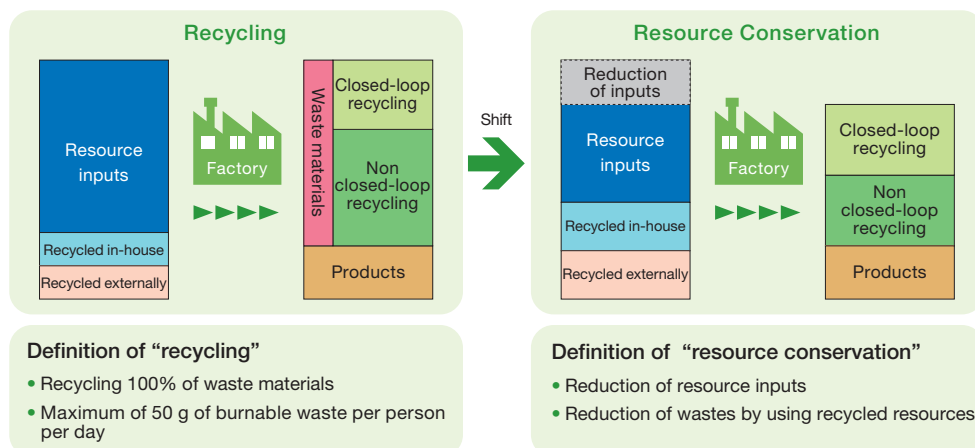 Recycling
Resource
inputs
Recycled in-house
Recycled externally
Factory
Waste materials
Closed-loop
recycling
Non
closed-loop
recycling
Products
Shift
Resource Conservation
Reduction
of inputs
Resource
inputs
Recycled in-house
Recycled externally
Factory
Closed-loop
recycling
Non
closed-loop
recycling
Products
Definition of “recycling”
• Recycling 100% of waste materials
• Maximum of 50 g of burnable waste per person
per day
Definition of “resource conservation”
• Reduction of resource inputs
• Reduction of wastes by using recycled resources